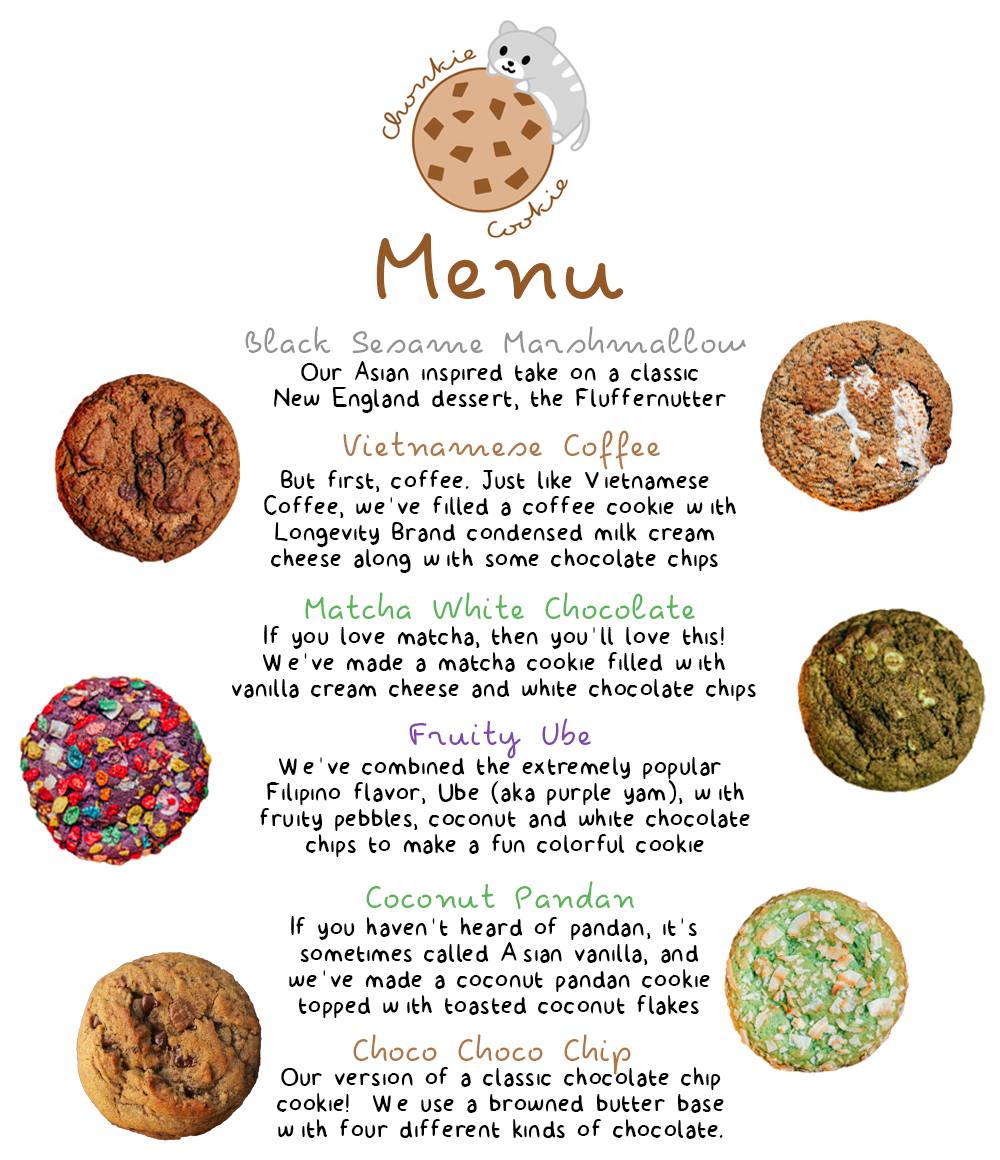 Chonkie
Cookie
Menu
Black Sesame Marshmallow
Our Asian inspired take on a classic
New England dessert, the Fluffernutter
Vietnamese Coffee
But first, coffee. Just like Vietnamese
Coffee, we've filled a coffee cookie with
Longevity Brand condensed milk cream
cheese along with some chocolate chips
Matcha White Chocolate
If you love matcha, then you'll love this!
We've made a matcha cookie filled with
vanilla cream cheese and white chocolate chips
Fruity Ube
We've combined the extremely popular
Filipino flavor, Ube (aka purple yam), with
fruity pebbles, coconut and white chocolate
chips to make a fun colorful cookie
Coconut Pandan
If you haven't heard of pandan, it's
sometimes called Asian vanilla, and
we've made a coconut pandan cookie
topped with toasted coconut flakes
Choco Choco Chip
Our version of a classic chocolate chip
cookie! We use a browned butter base
with four different kinds of chocolate.